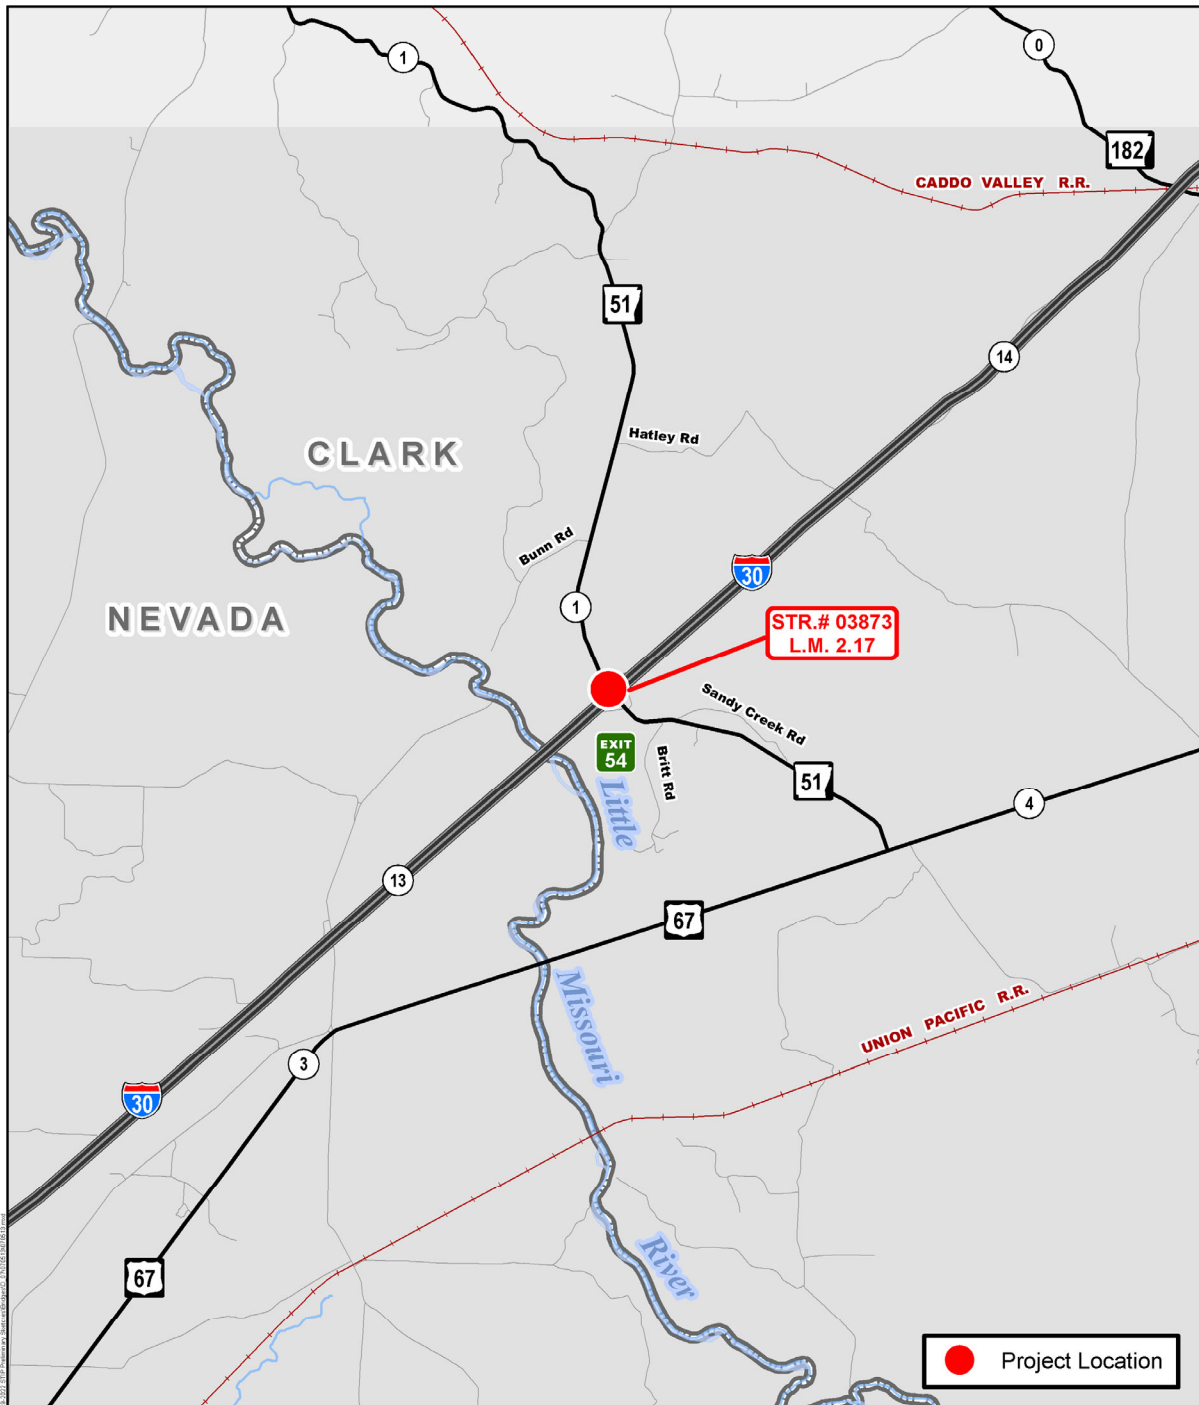 1
0
182
CADDO VALLEY R.R.
51
14
Hatley Rd
CLARK
Bunn Rd
30
1
NEVADA
STR.# 03873
L.M. 2.17
Sandy Creek Rd
EXIT
54
Britt Rd
51
Little
4
13
67
Missouri
UNION PACIFIC R.R.
3
30
River
67
Project Location